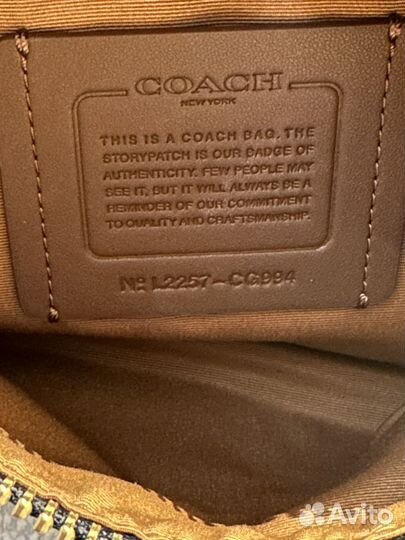 COACH
NEW YORK
THIS IS A COACH BAG. THE
STORYPATCH IS OUR BADGE OF
AUTHENTICITY. FEW PEOPLE MAY
SEE IT, BUT IT WILL ALWAYS BE A
REMINDER OF OUR COMMITMENT
TO QUALITY AND CRAFTSMANSHIP.
Nº L2257-CG994
Avito